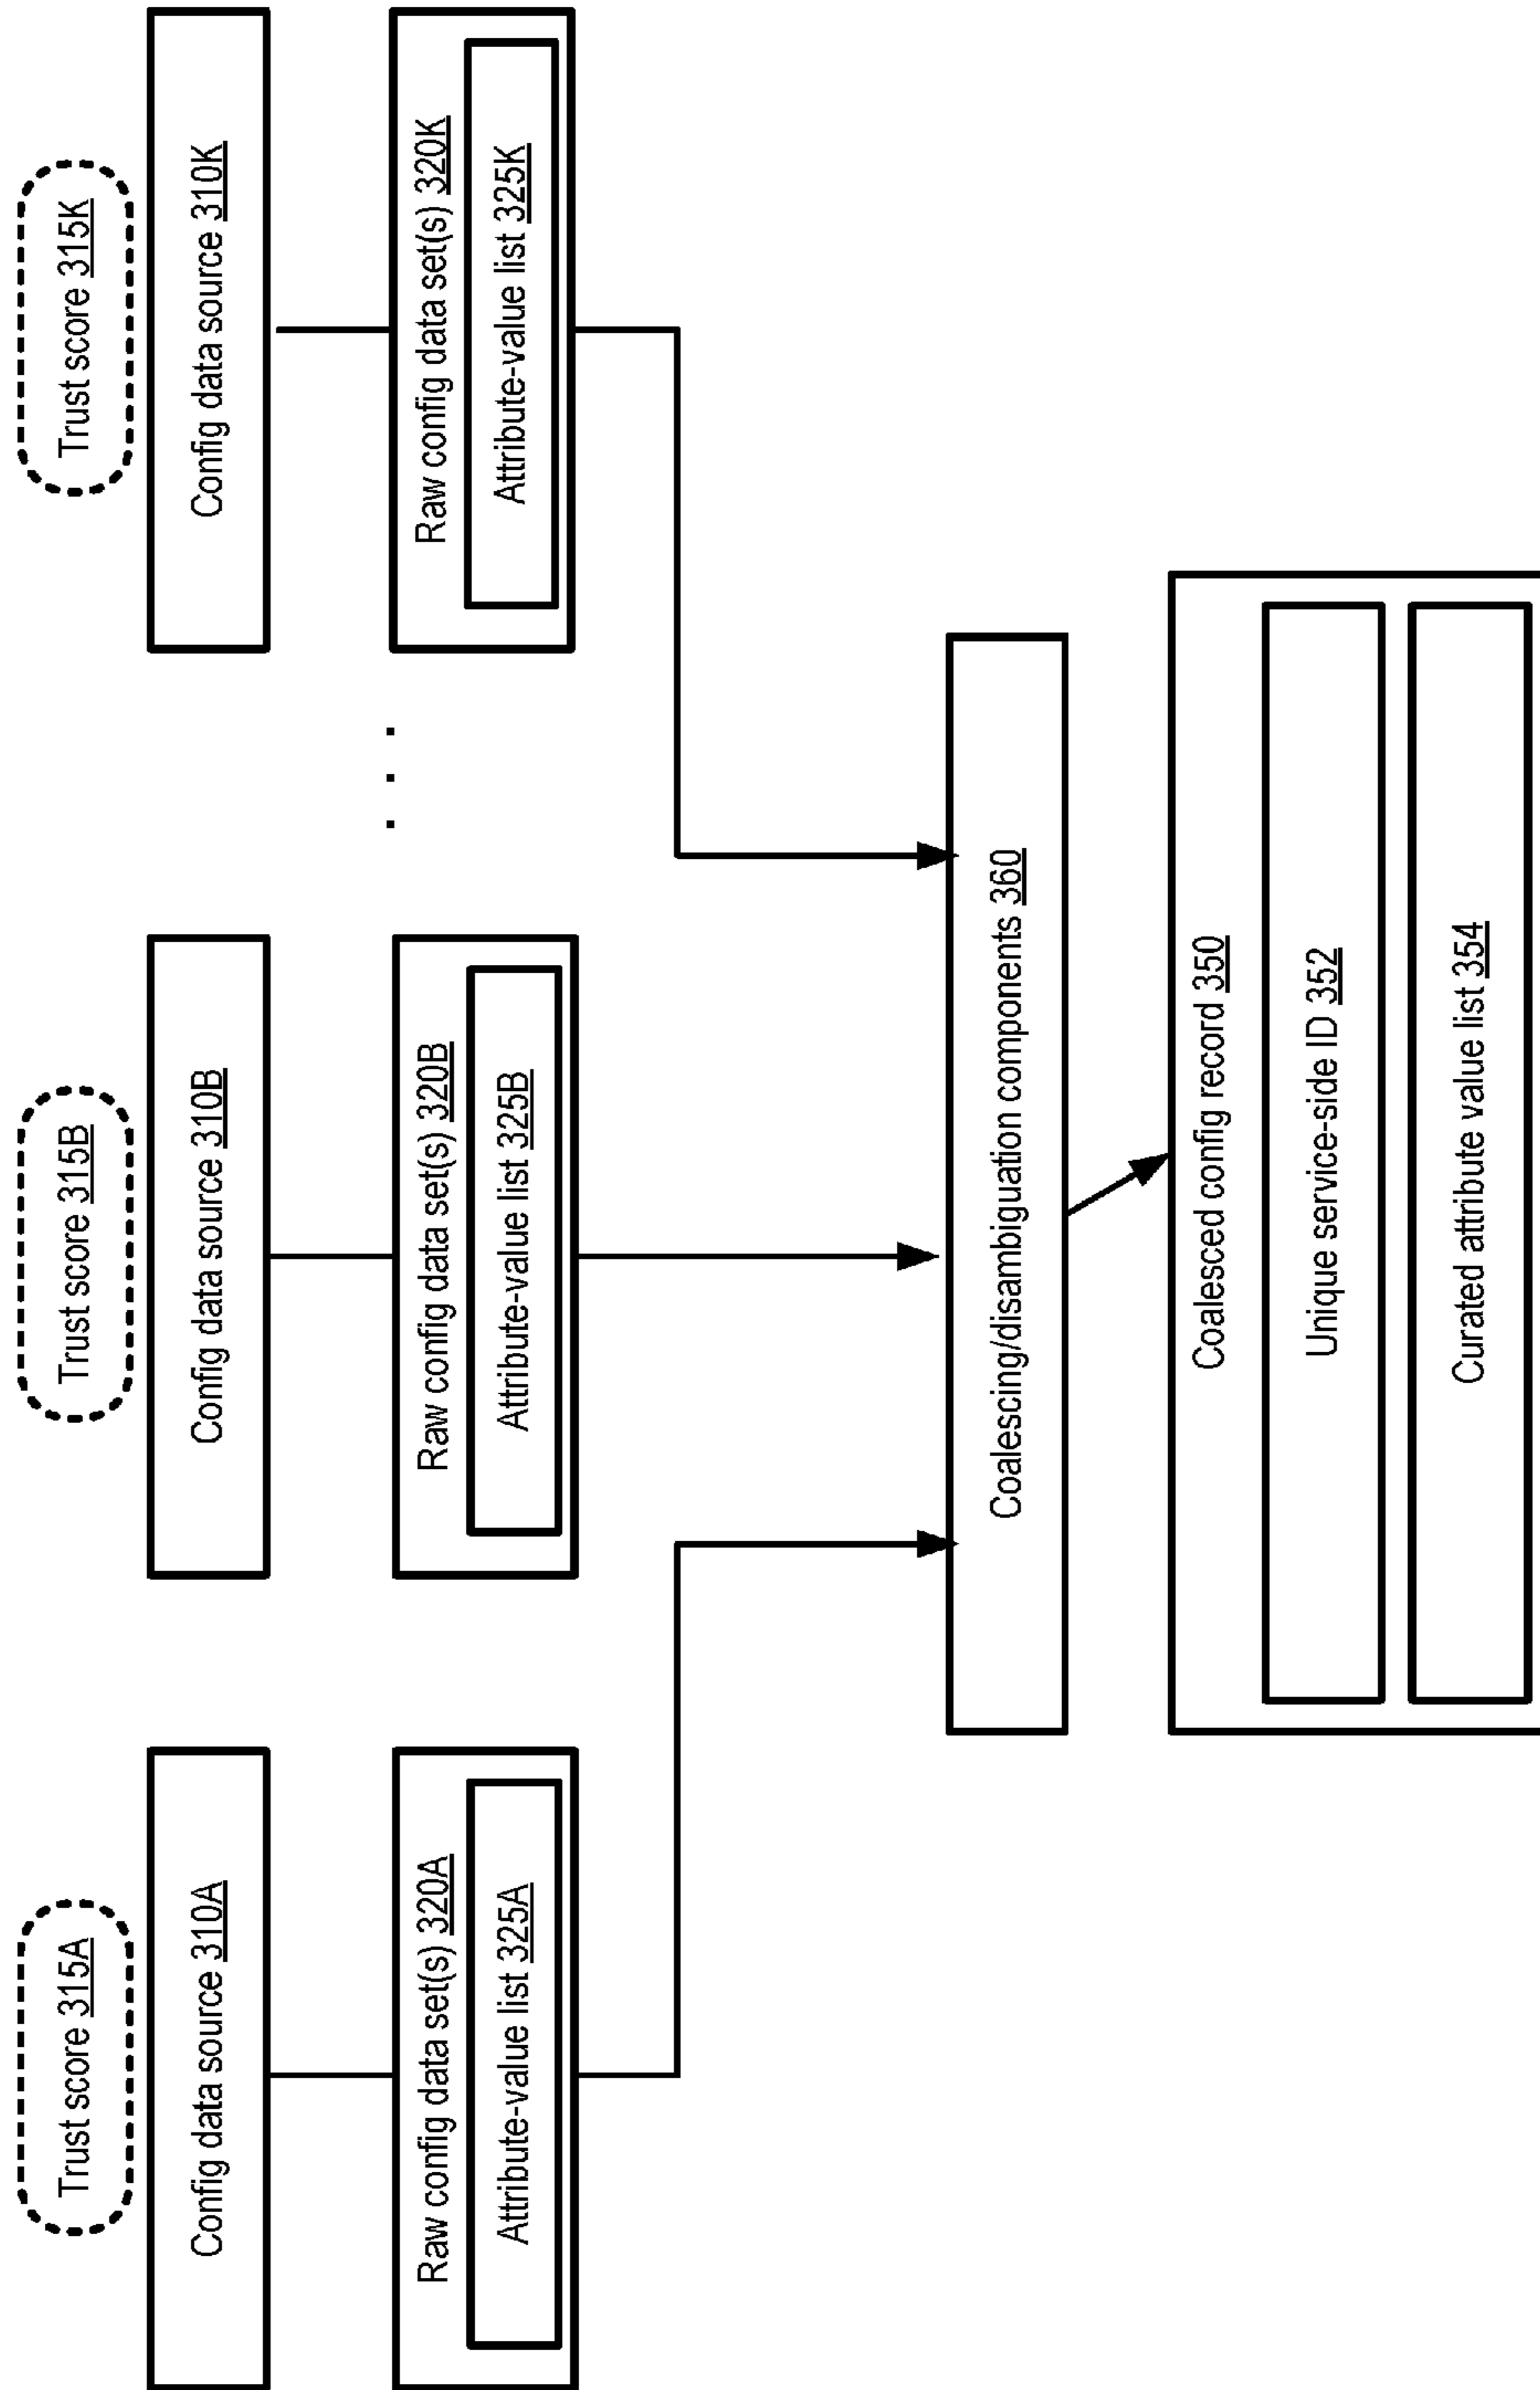 Trust score 315A
Trust score 315B
Trust score 315K
Config data source 310A
Config data source 310B
Config data source 310K
Raw config data set(s) 320A
Attribute-value list 325A
Raw config data set(s) 320B
Attribute-value list 325B
. . .
Raw config data set(s) 320K
Attribute-value list 325K
Coalescing/disambiguation components 360
Coalesced config record 350
Unique service-side ID 352
Curated attribute value list 354